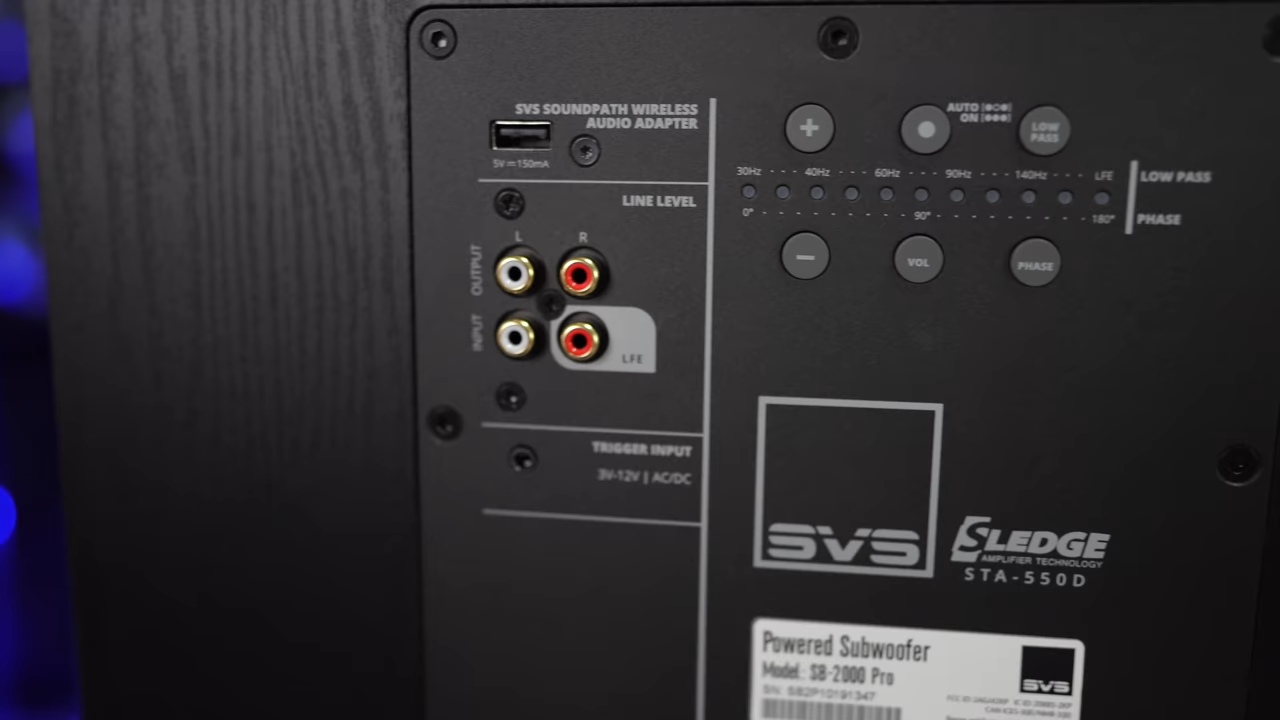 SVS SOUNDPATH WIRELESS
AUDIO ADAPTER
5V 150mA
LINE LEVEL
L R
OUTPUT
INPUT
LFE
TRIGGER INPUT
3V-12V | AC/DC
AUTO
ON
LOW
PASS
30Hz 40Hz 60Hz 90Hz 140Hz LFE
LOW PASS
0° 90° 180°
PHASE
VOL
PHASE
SVS
SLEDGE
AMPLIFIER TECHNOLOGY
STA-550D
Powered Subwoofer
Model: SB-2000 Pro
SN: SB2P10191347
SVS